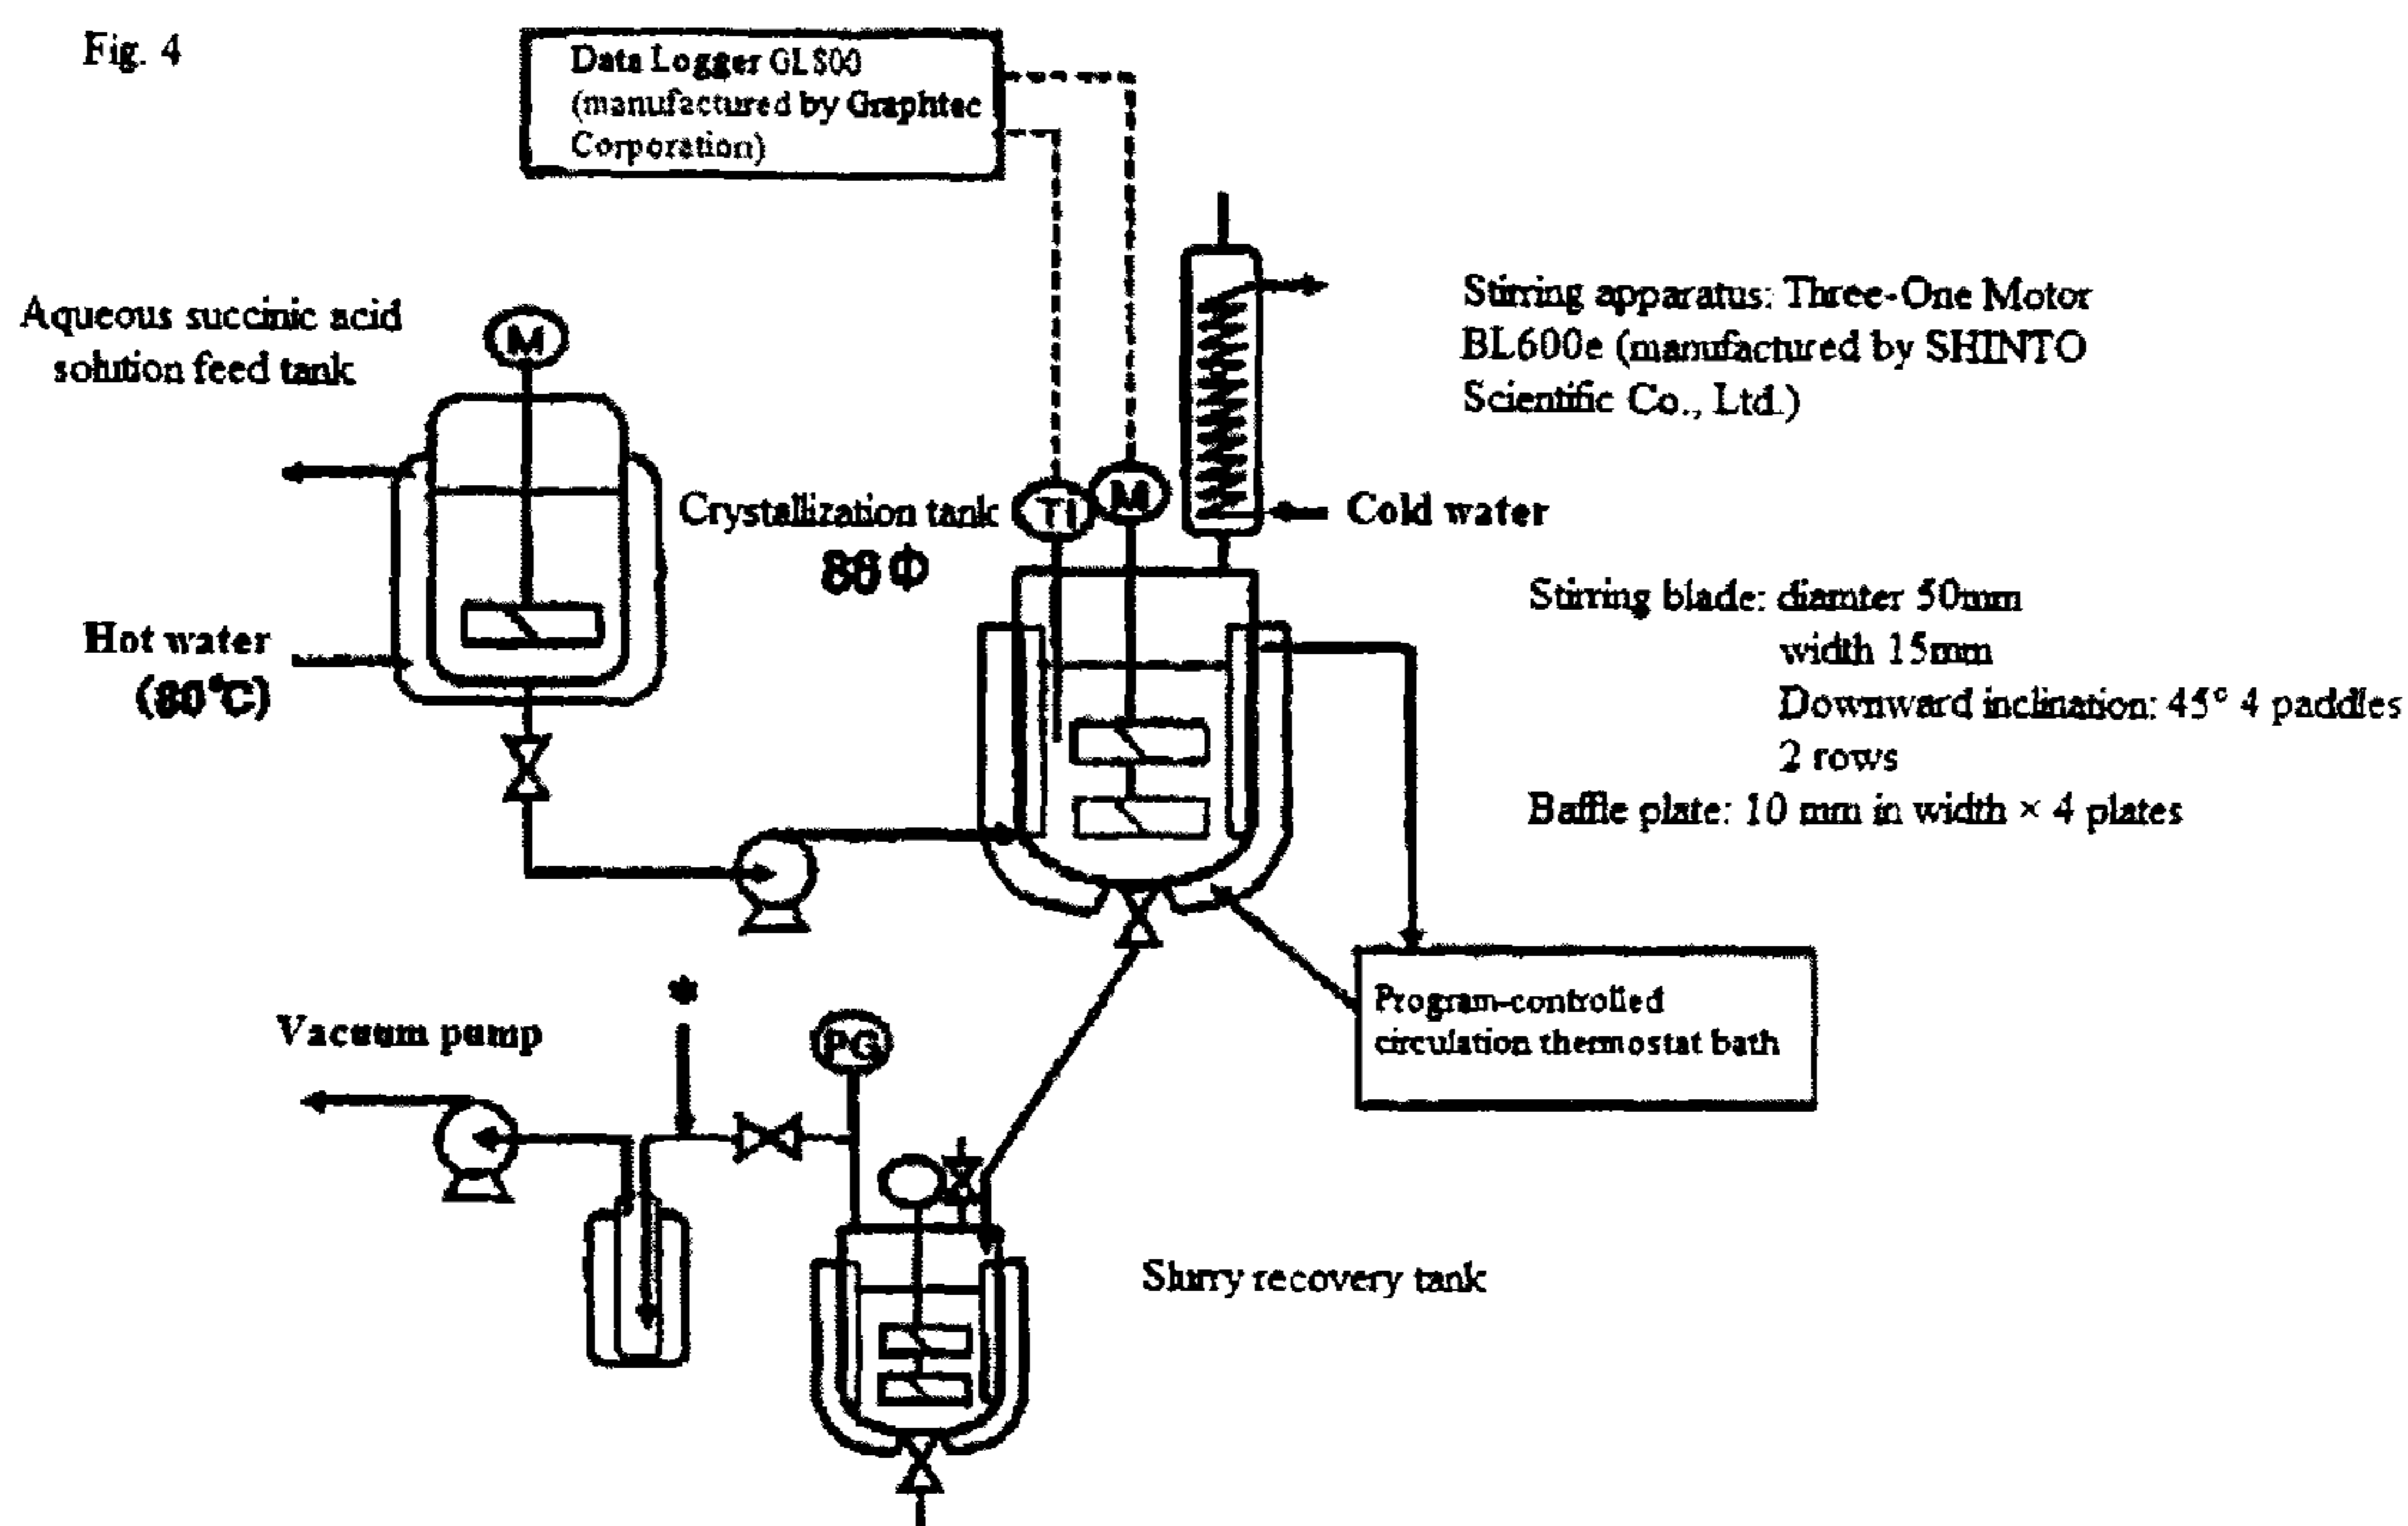 Fig. 4
Data Logger GL800
(manufactured by Graphtec
Corporation)
Aqueous succinic acid
solution feed tank
M
Stirring apparatus: Three-One Motor
BL600e (manufactured by SHINTO
Scientific Co., Ltd.)
Crystallization tank
TI
M
Cold water
Hot water
(80°C)
Stirring blade: diamter 50mm
width 15mm
Downward inclination: 45° 4 paddles
2 rows
Baffle plate: 10 mm in width × 4 plates
Program-controlled
circulation thermostat bath
Vacuum pump
PG
Slurry recovery tank